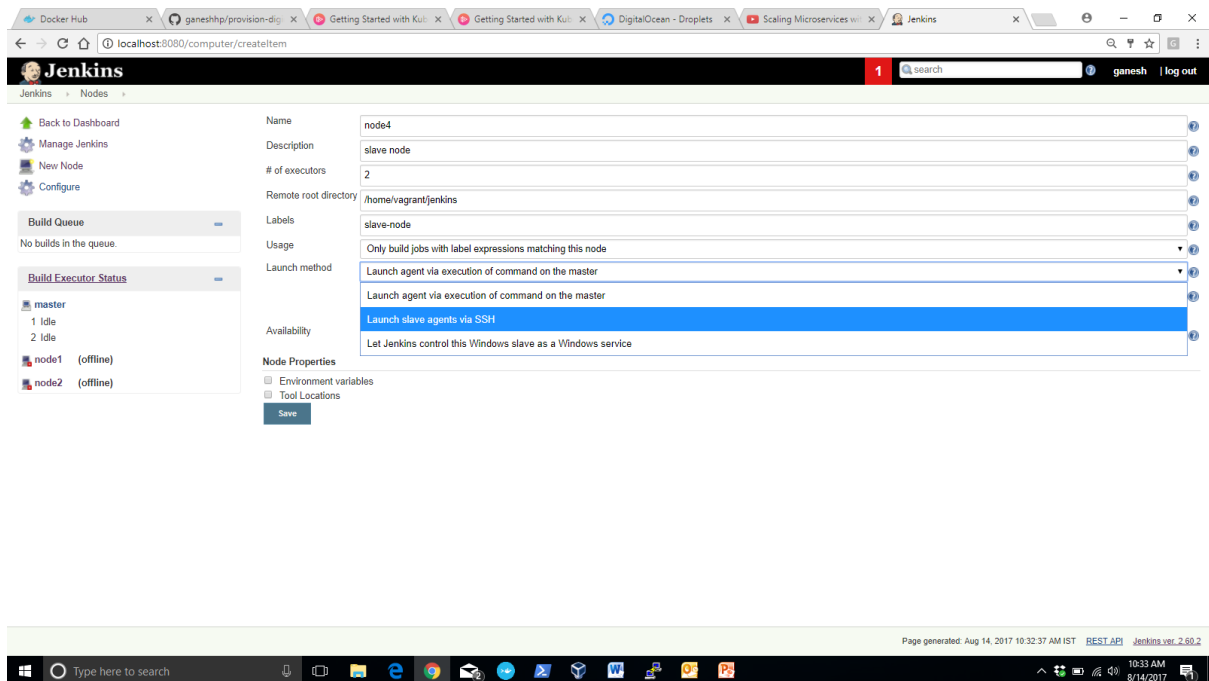 Docker Hub
ganeshhp/provision-dig
Getting Started with Kub
Getting Started with Kub
DigitalOcean - Droplets
Scaling Microservices wi
Jenkins
localhost:8080/computer/createItem
Jenkins
1
search
ganesh | log out
Jenkins
Nodes
Back to Dashboard
Manage Jenkins
New Node
Configure
Build Queue
No builds in the queue.
Build Executor Status
master
1 Idle
2 Idle
node1 (offline)
node2 (offline)
Name
node4
Description
slave node
# of executors
2
Remote root directory
/home/vagrant/jenkins
Labels
slave-node
Usage
Only build jobs with label expressions matching this node
Launch method
Launch agent via execution of command on the master
Launch agent via execution of command on the master
Launch slave agents via SSH
Let Jenkins control this Windows slave as a Windows service
Availability
Node Properties
Environment variables
Tool Locations
Save
Page generated: Aug 14, 2017 10:32:37 AM IST REST API Jenkins ver. 2.60.2
Type here to search
10:33 AM
8/14/2017